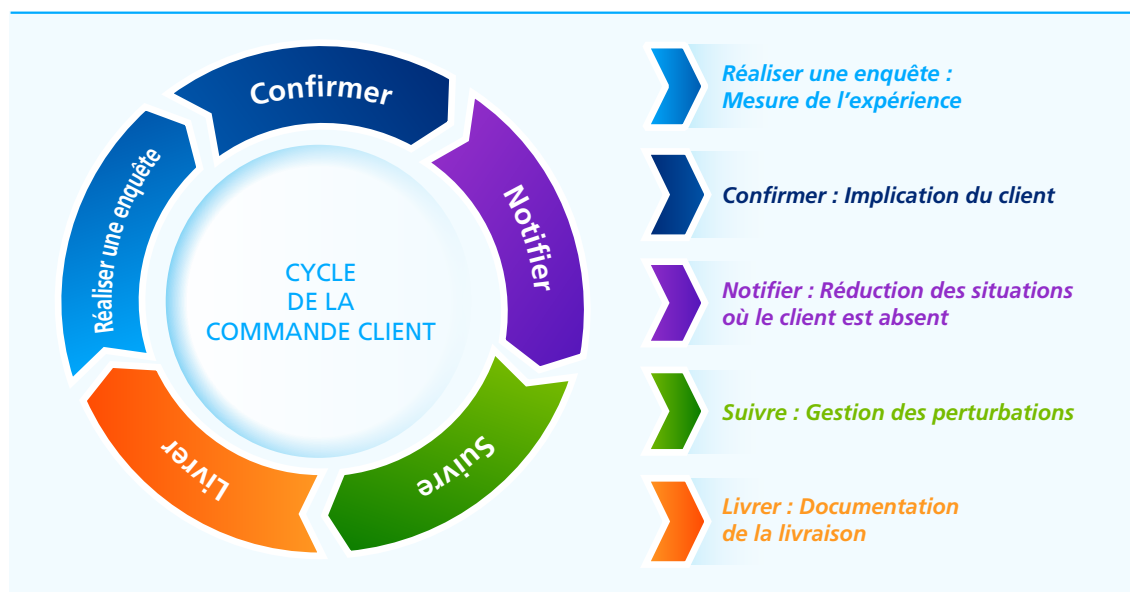 Confirmer
Notifier
Suivre
Livrer
Réaliser une enquête
CYCLE
DE LA
COMMANDE CLIENT
Réaliser une enquête :
Mesure de l’expérience
Confirmer : Implication du client
Notifier : Réduction des situations
où le client est absent
Suivre : Gestion des perturbations
Livrer : Documentation
de la livraison